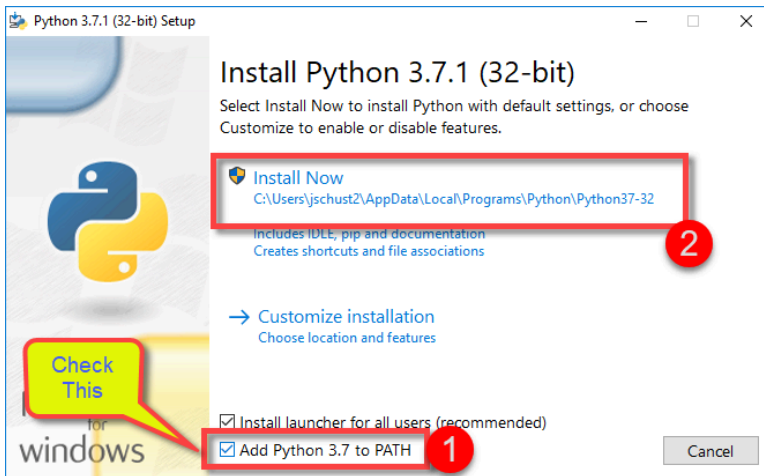 Python 3.7.1 (32-bit) Setup
Install Python 3.7.1 (32-bit)
Select Install Now to install Python with default settings, or choose
Customize to enable or disable features.
Install Now
C:\Users\jschust2\AppData\Local\Programs\Python\Python37-32
Includes IDLE, pip and documentation
Creates shortcuts and file associations
2
Customize installation
Choose location and features
Check
This
for
windows
Install launcher for all users (recommended)
Add Python 3.7 to PATH
1
Cancel